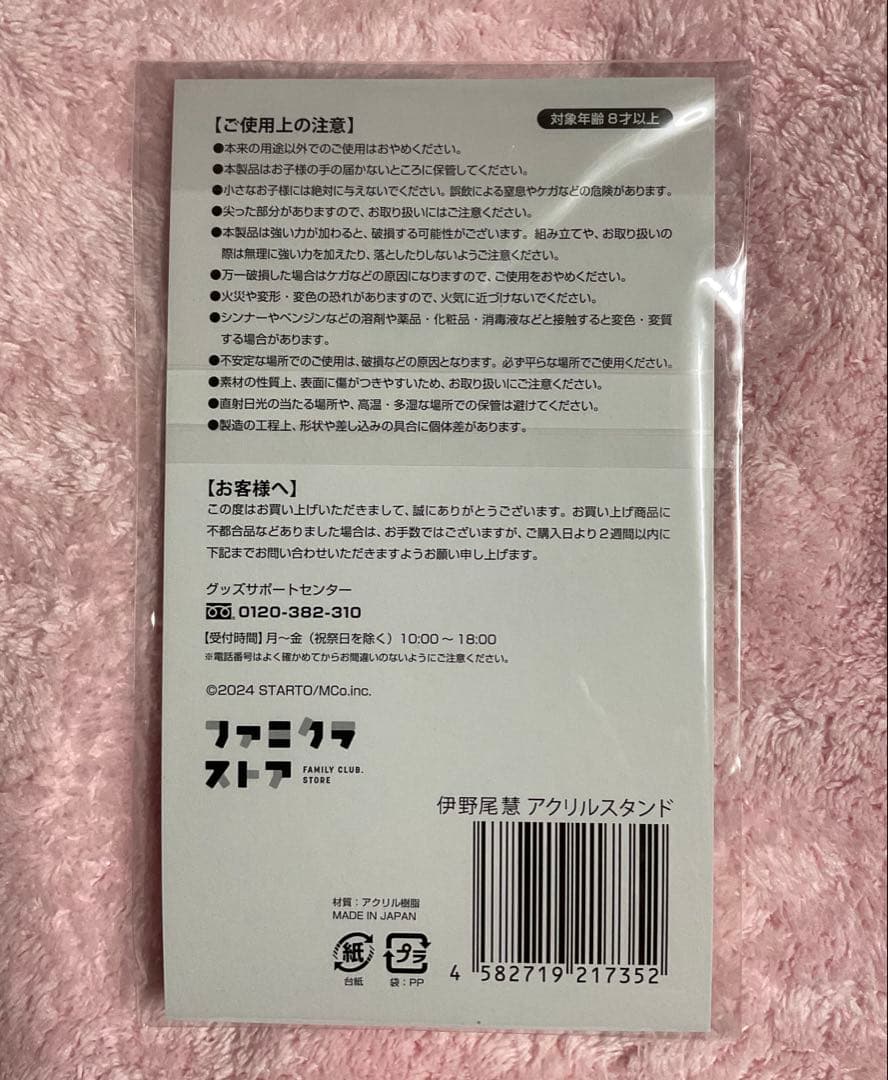 【ご使用上の注意】
対象年齢 8才以上
●本来の用途以外でのご使用はおやめください。
●本製品はお子様の手の届かないところに保管してください。
●小さなお子様には絶対に与えないでください。誤飲による窒息やケガなどの危険があります。
●尖った部分がありますので、お取り扱いにはご注意ください。
●本製品は強い力が加わると、破損する可能性がございます。組み立てや、お取り扱いの
際は無理に強い力を加えたり、落としたりしないようご注意ください。
●万一破損した場合はケガなどの原因になりますので、ご使用をおやめください。
●火災や変形・変色の恐れがありますので、火気に近づけないでください。
●シンナーやベンジンなどの溶剤や薬品・化粧品・消毒液などと接触すると変色・変質
する場合があります。
●不安定な場所でのご使用は、破損などの原因となります。必ず平らな場所でご使用ください。
●素材の性質上、表面に傷がつきやすいため、お取り扱いにご注意ください。
●直射日光の当たる場所や、高温・多湿な場所での保管は避けてください。
●製造の工程上、形状や差し込みの具合に個体差があります。
【お客様へ】
この度はお買い上げいただきまして、誠にありがとうございます。お買い上げ商品に
不都合品などありました場合は、お手数ではございますが、ご購入日より2週間以内に
下記までお問い合わせいただきますようお願い申し上げます。
グッズサポートセンター
0120-382-310
【受付時間】月～金（祝祭日を除く）10:00～18:00
※電話番号はよく確かめてからお間違いのないようにご注意ください。
©2024 STARTO/MCo.inc.
ファミクラ
ストア
FAMILY CLUB.
STORE
伊野尾慧 アクリルスタンド
材質：アクリル樹脂
MADE IN JAPAN
紙
台紙
プラ
袋：PP
4 582719 217352